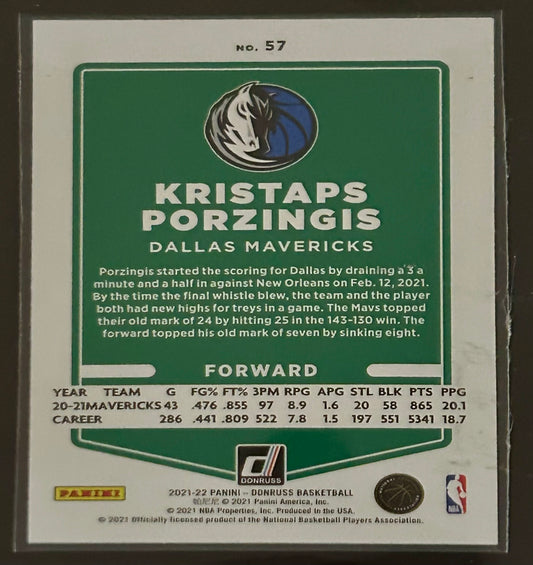 NO. 57
KRISTAPS
PORZINGIS
DALLAS MAVERICKS
Porzingis started the scoring for Dallas by draining a 3 a
minute and a half in against New Orleans on Feb. 12, 2021.
By the time the final whistle blew, the team and the player
both had new highs for treys in a game. The Mavs topped
their old mark of 24 by hitting 25 in the 143-130 win. The
forward topped his old mark of seven by sinking eight.
FORWARD
YEAR TEAM G FG% FT% 3PM RPG APG STL BLK PTS PPG
20-21 MAVERICKS 43 .476 .855 97 8.9 1.6 20 58 865 20.1
CAREER 286 .441 .809 522 7.8 1.5 197 551 5341 18.7
d
DONRUSS
PANINI
2021-22 PANINI – DONRUSS BASKETBALL
帕尼尼 © 2021 Panini America, Inc.
© 2021 NBA Properties, Inc. Produced in the USA.
© 2021 Officially licensed product of the National Basketball Players Association.
NBA